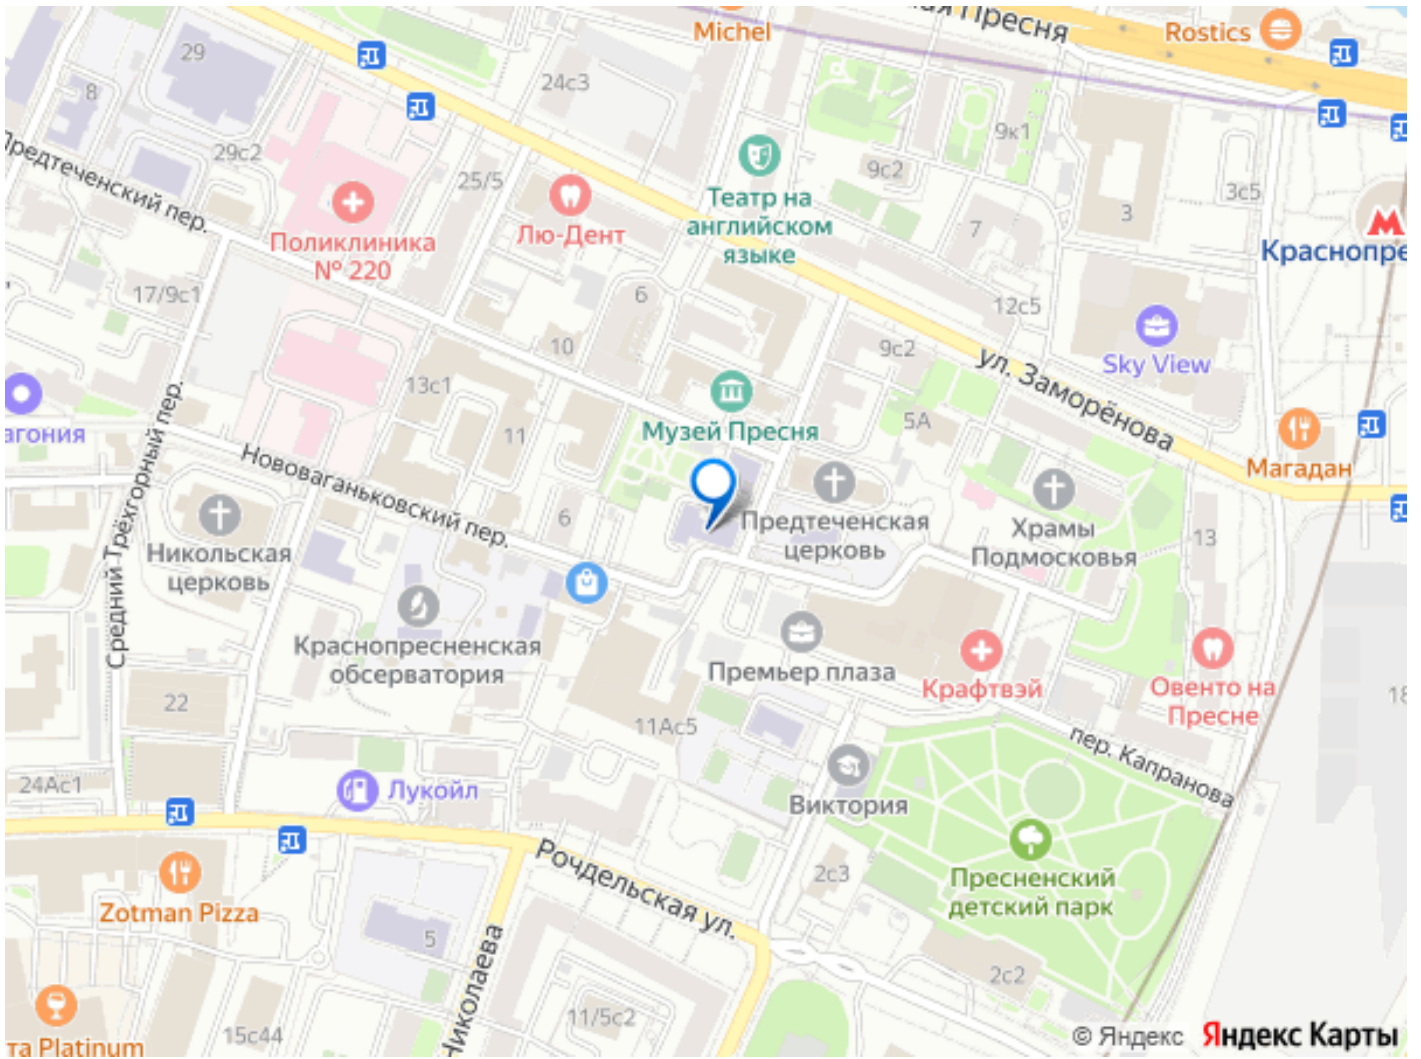 Michel
ная Пресня
Rostics
29
8
24с3
29с2
25/5
9к1
9с2
3с5
3
7
Предтеченский пер.
Поликлиника
№ 220
Лю-Дент
Театр на
английском
языке
Краснопре
17/9с1
6
12с5
10
9с2
Sky View
ул. Заморёнова
13с1
5А
11
Музей Пресня
агония
Магадан
Средний Трёхгорный пер.
Нововаганьковский пер.
6
Предтеченская
церковь
Храмы
Подмосковья
13
Никольская
церковь
Краснопресненская
обсерватория
Премьер плаза
Крафтвэй
Овенто на
Пресне
18
22
11Ас5
пер. Капранова
24Ас1
Лукойл
Виктория
Рочдельская ул.
2с3
Пресненский
детский парк
Zotman Pizza
5
Николаева
2с2
11/5с2
15с44
та Platinum
© Яндекс Яндекс Карты